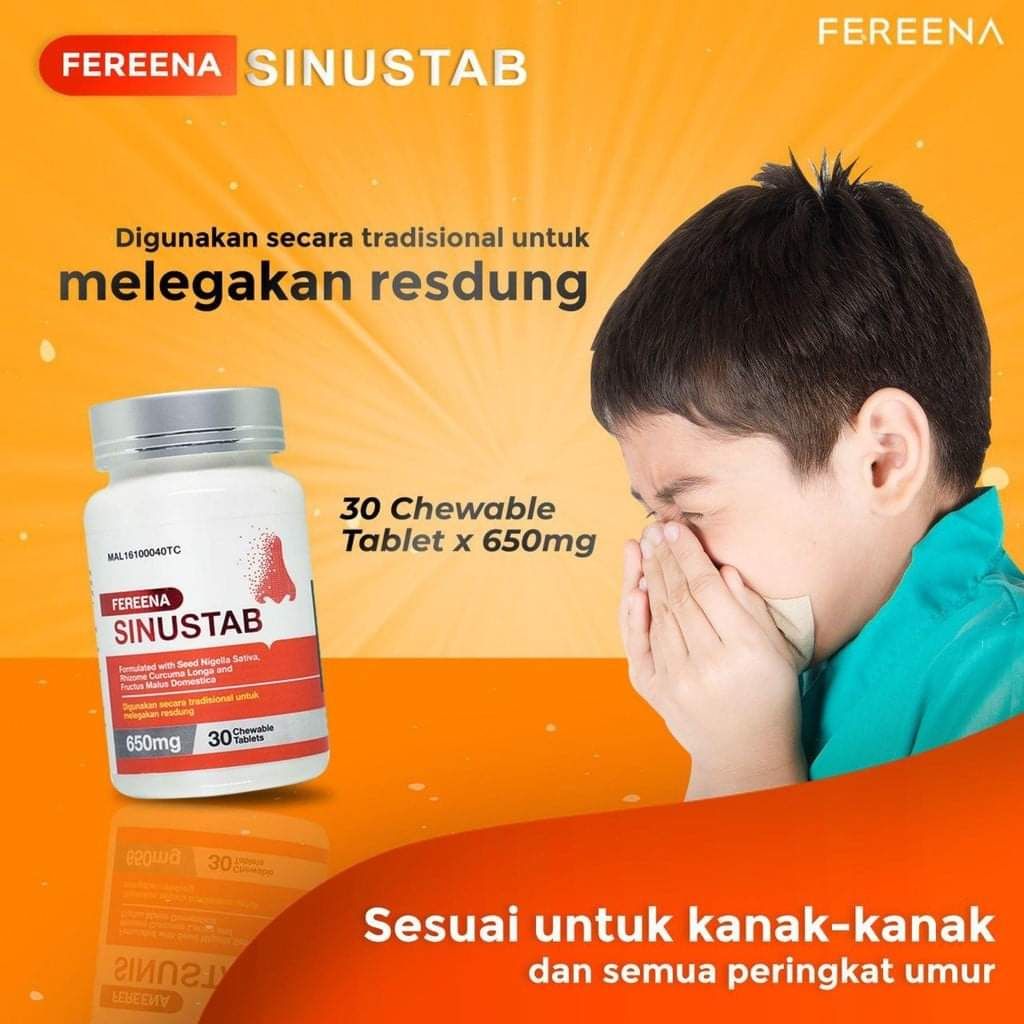 FEREENA SINUSTAB
FEREENA
Digunakan secara tradisional untuk
melegakan resdung
30 Chewable
Tablet x 650mg
MAL16100040TC
FEREENA
SINUSTAB
Formulated with Seed Nigella Sativa,
Rhizome Curcuma Longa and
Fructus Malus Domestica
Digunakan secara tradisional untuk
melegakan resdung
650mg
30 Chewable
Tablets
Sesuai untuk kanak-kanak
dan semua peringkat umur